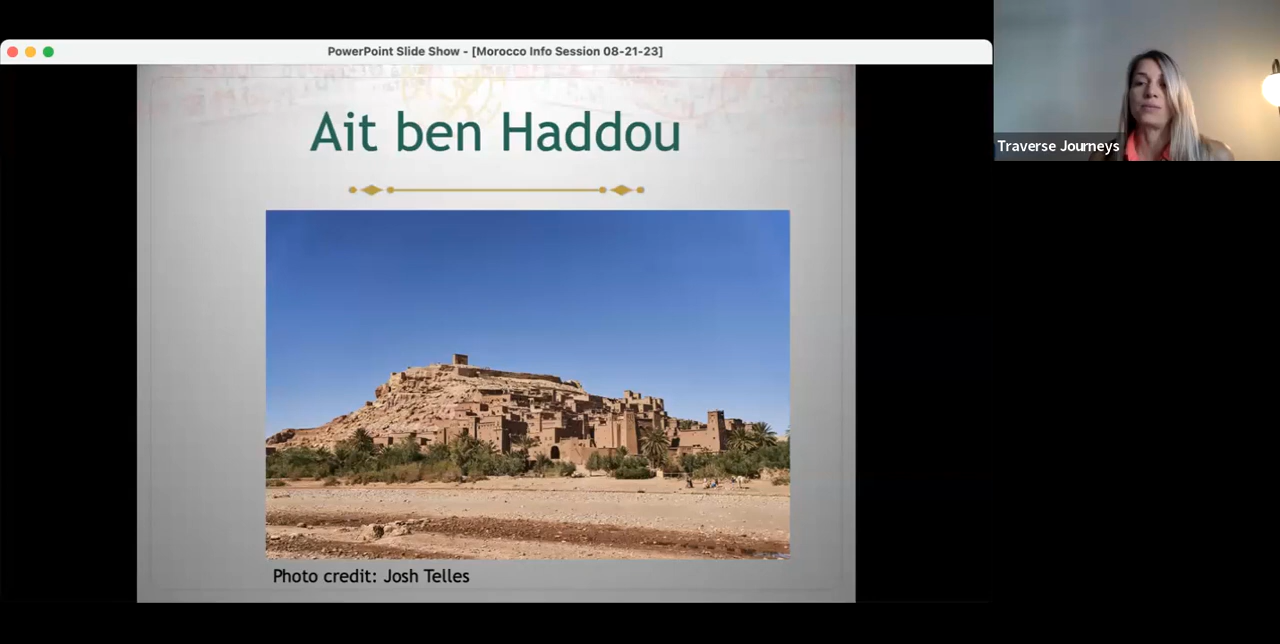 PowerPoint Slide Show - [Morocco Info Session 08-21-23]
Ait ben Haddou
Traverse Journeys
Photo credit: Josh Telles